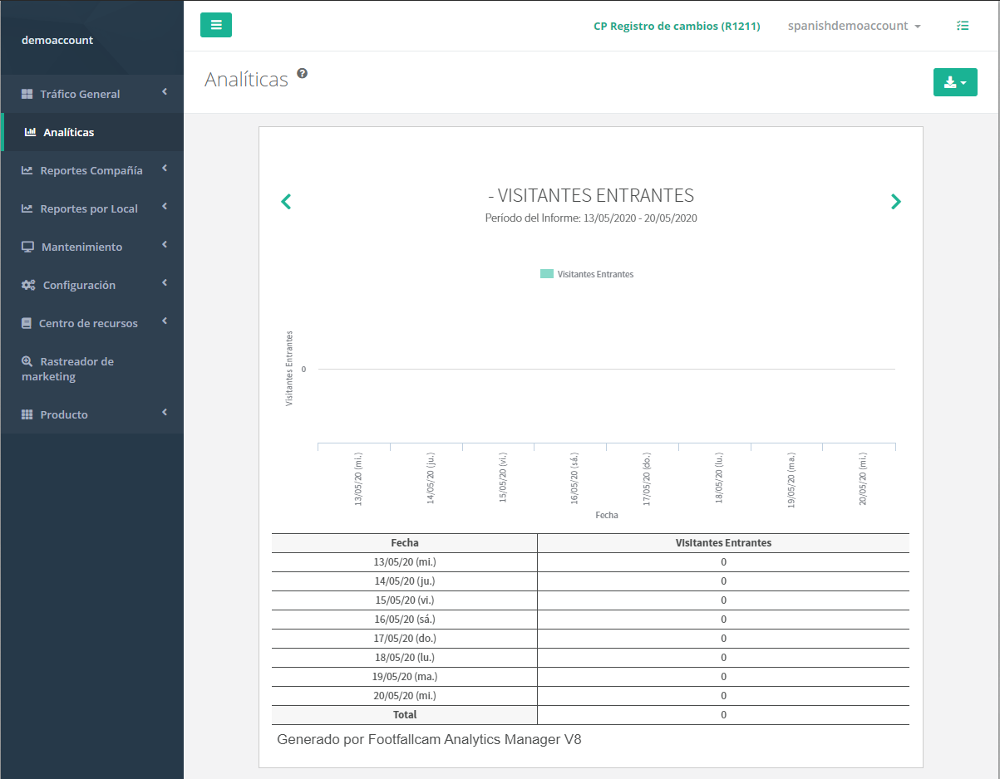 demoaccount
CP Registro de cambios (R1211)
spanishdemoaccount
Tráfico General
Analíticas
Reportes Compañía
Reportes por Local
Mantenimiento
Configuración
Centro de recursos
Rastreador de
marketing
Producto
Analíticas
- VISITANTES ENTRANTES
Período del Informe: 13/05/2020 - 20/05/2020
Visitantes Entrantes
Visitantes Entrantes
0
13/05/20 (mi.)
14/05/20 (ju.)
15/05/20 (vi.)
16/05/20 (sá.)
17/05/20 (do.)
18/05/20 (lu.)
19/05/20 (ma.)
20/05/20 (mi.)
Fecha
Fecha Visitantes Entrantes
13/05/20 (mi.) 0
14/05/20 (ju.) 0
15/05/20 (vi.) 0
16/05/20 (sá.) 0
17/05/20 (do.) 0
18/05/20 (lu.) 0
19/05/20 (ma.) 0
20/05/20 (mi.) 0
Total 0
Generado por Footfallcam Analytics Manager V8